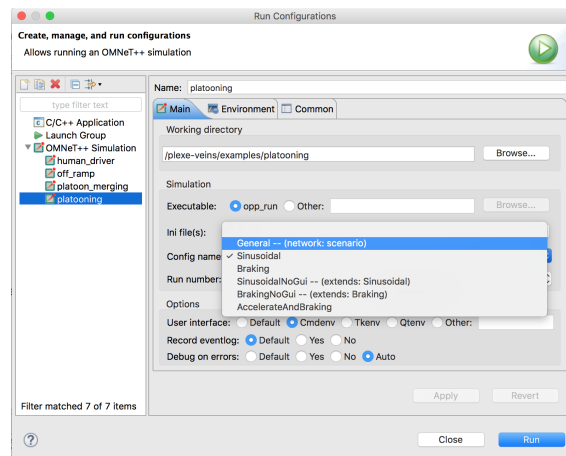 Run Configurations
Create, manage, and run configurations
Allows running an OMNeT++ simulation
type filter text
C/C++ Application
Launch Group
OMNeT++ Simulation
human_driver
off_ramp
platoon_merging
platooning
Filter matched 7 of 7 items
Name: platooning
Main Environment Common
Working directory
/plexe-veins/examples/platooning Browse...
Simulation
Executable: opp_run Other: Browse...
Ini file(s):
General -- (network: scenario)
Config name: ✓ Sinusoidal
Braking
SinusoidalNoGui -- (extends: Sinusoidal)
Run number:
BrakingNoGui -- (extends: Braking)
AccelerateAndBraking
Options
User interface: Default Cmdenv Tkenv Qtenv Other:
Record eventlog: Default Yes No
Debug on errors: Default Yes No Auto
Apply Revert
? Close Run